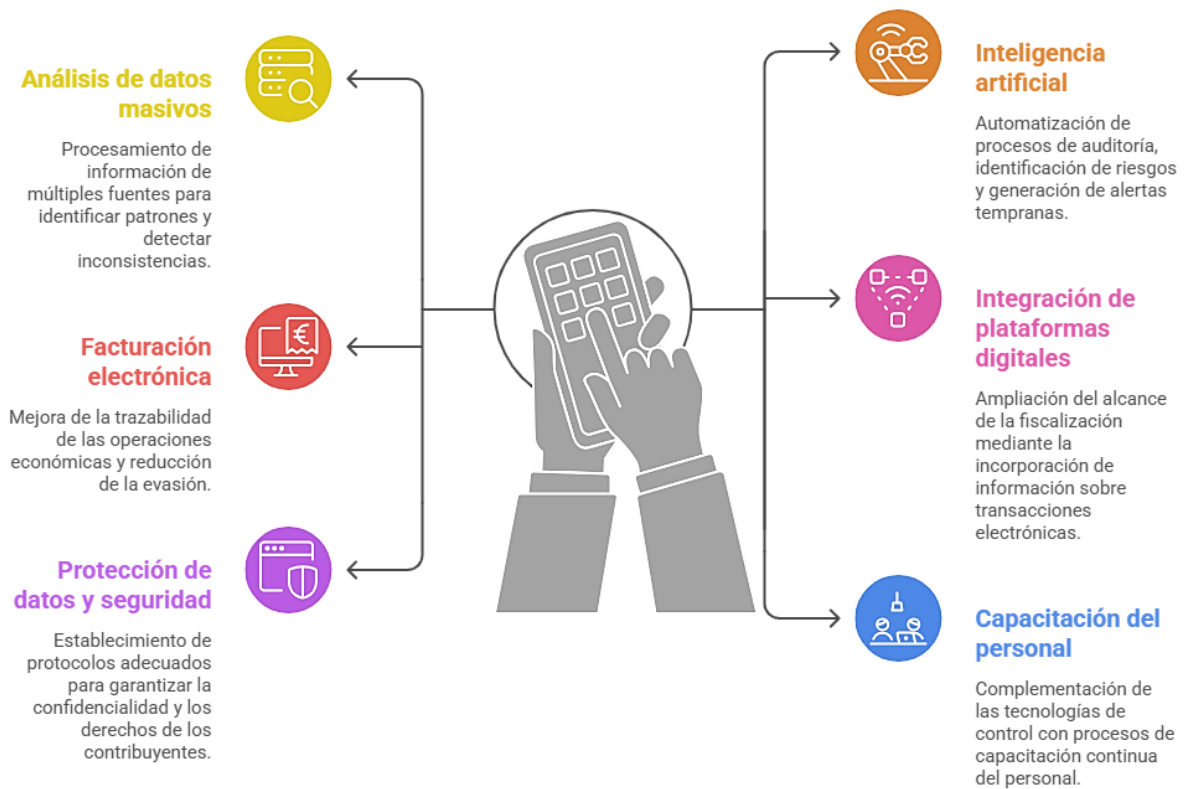 Análisis de datos
masivos
Procesamiento de
información de
múltiples fuentes para
identificar patrones y
detectar
inconsistencias.
Facturación
electrónica
Mejora de la trazabilidad
de las operaciones
económicas y reducción
de la evasión.
Protección de
datos y seguridad
Establecimiento de
protocolos adecuados
para garantizar la
confidencialidad y los
derechos de los
contribuyentes.
Inteligencia
artificial
Automatización de
procesos de auditoría,
identificación de riesgos
y generación de alertas
tempranas.
Integración de
plataformas
digitales
Ampliación del alcance
de la fiscalización
mediante la
incorporación de
información sobre
transacciones
electrónicas.
Capacitación del
personal
Complementación de
las tecnologías de
control con procesos de
capacitación continua
del personal.